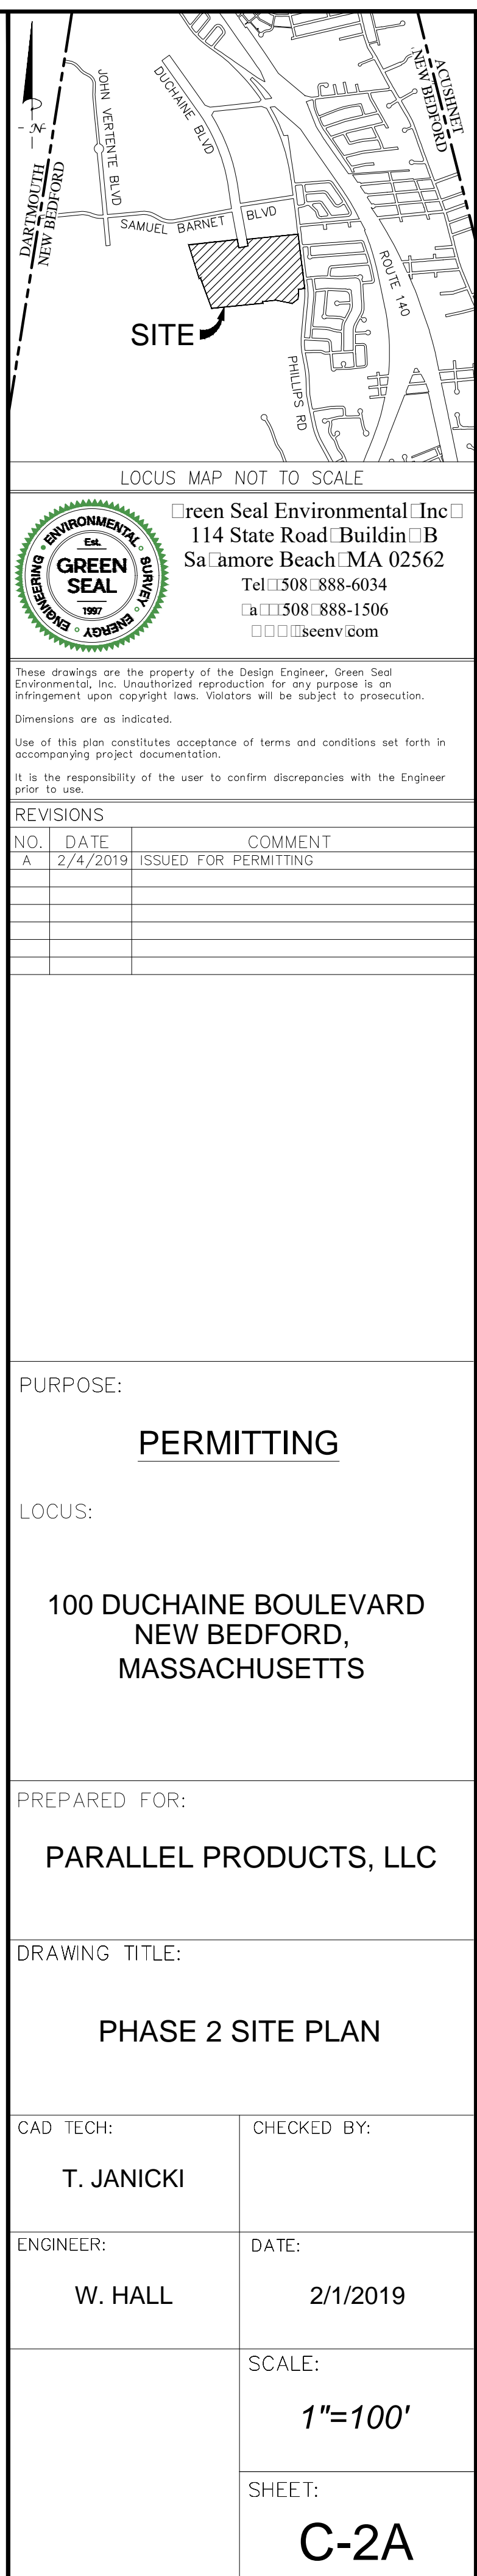 ACUSHNET
NEW BEDFORD
JOHN VERTENTE BLVD
DUCHAINE BLVD
N
DARTMOUTH
NEW BEDFORD
SAMUEL BARNET BLVD
ROUTE 140
SITE
PHILLIPS RD
LOCUS MAP NOT TO SCALE
ENVIRONMENTAL SURVEY ENERGY ENGINEERING
Est.
GREEN
SEAL
1997
□reen Seal Environmental□Inc□
114 State Road□Buildin□B
Sa□amore Beach□MA 02562
Tel□□508□888-6034
□a□□□508□888-1506
□□□□□seenv□com
These drawings are the property of the Design Engineer, Green Seal
Environmental, Inc. Unauthorized reproduction for any purpose is an
infringement upon copyright laws. Violators will be subject to prosecution.
Dimensions are as indicated.
Use of this plan constitutes acceptance of terms and conditions set forth in
accompanying project documentation.
It is the responsibility of the user to confirm discrepancies with the Engineer
prior to use.
REVISIONS
NO. DATE COMMENT
A 2/4/2019 ISSUED FOR PERMITTING
PURPOSE:
PERMITTING
LOCUS:
100 DUCHAINE BOULEVARD
NEW BEDFORD,
MASSACHUSETTS
PREPARED FOR:
PARALLEL PRODUCTS, LLC
DRAWING TITLE:
PHASE 2 SITE PLAN
CAD TECH:
T. JANICKI
CHECKED BY:
ENGINEER:
W. HALL
DATE:
2/1/2019
SCALE:
1"=100'
SHEET:
C-2A